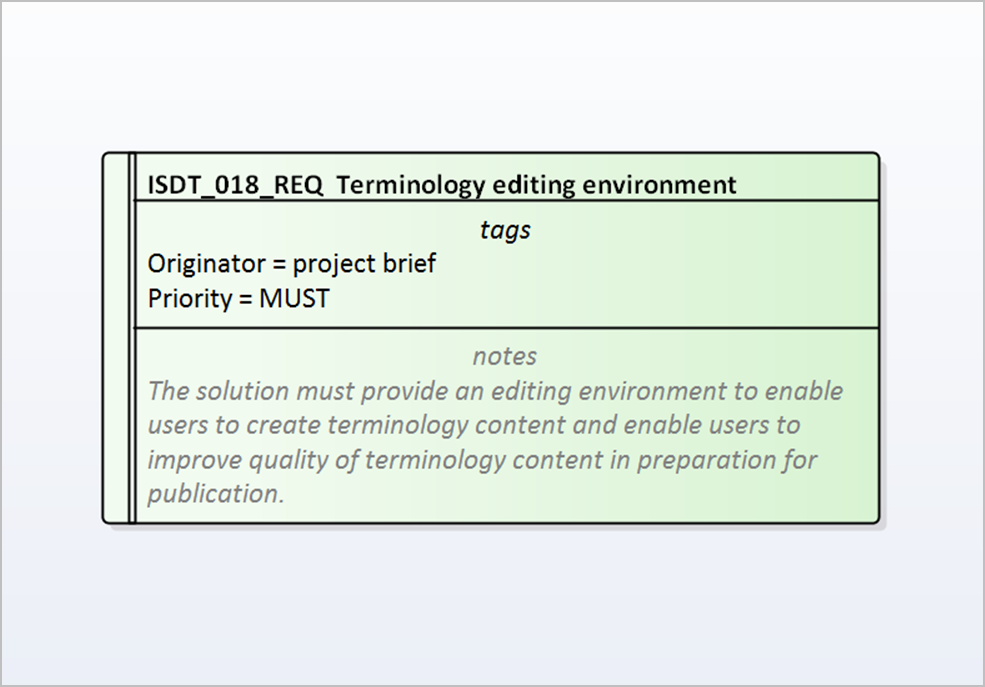 ISDT_018_REQ  Terminology editing environment
tags
Originator = project brief
Priority = MUST
notes
The solution must provide an editing environment to enable
users to create terminology content and enable users to
improve quality of terminology content in preparation for
publication.